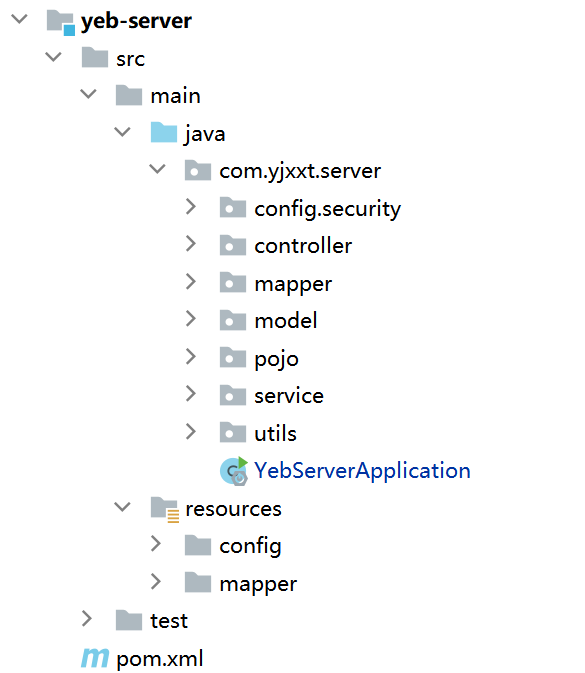 yeb-server
src
main
java
com.yjxxt.server
config.security
controller
mapper
model
pojo
service
utils
YebServerApplication
resources
config
mapper
test
pom.xml